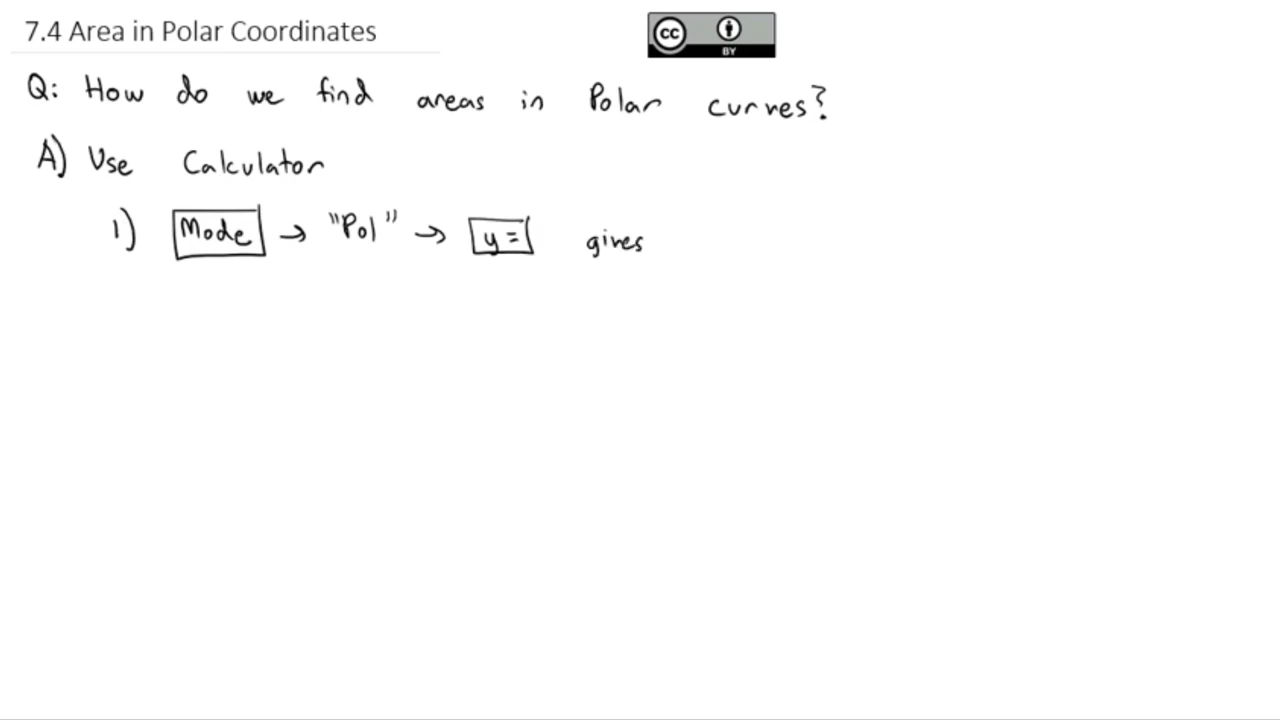 7.4 Area in Polar Coordinates
cc BY
Q: How do we find areas in Polar curves?
A) Use Calculator
1) Mode → "Pol" → y= gives